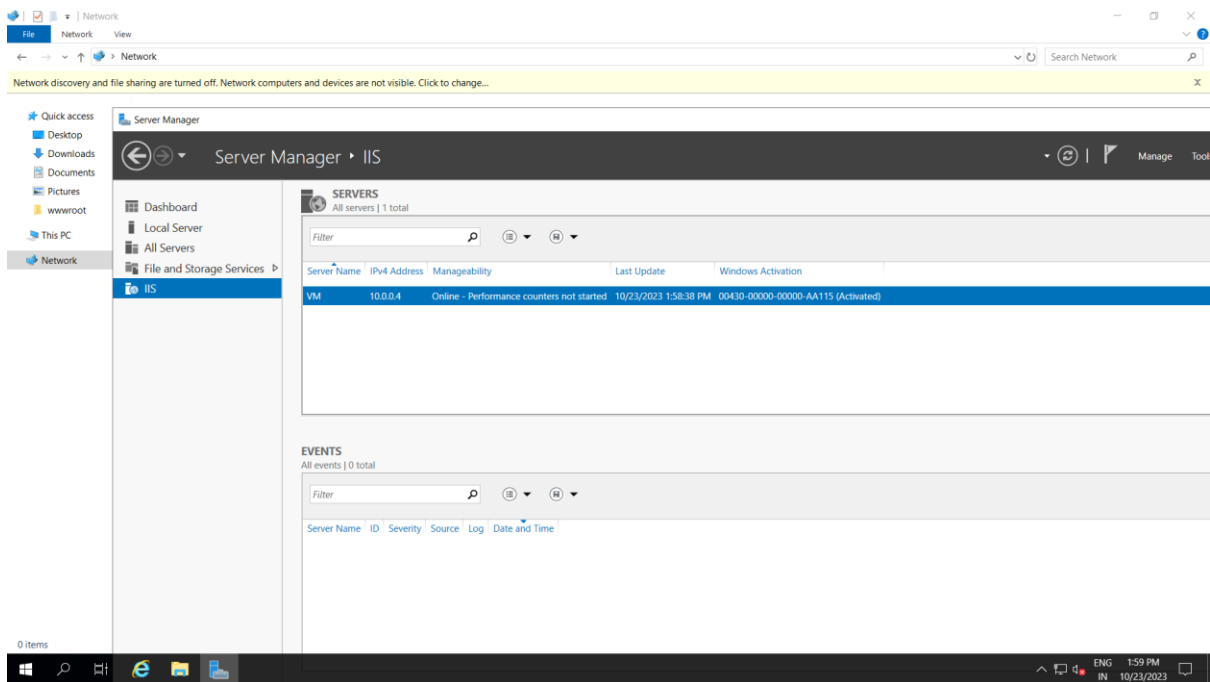 Network
File Network View
Network
Search Network
Network discovery and file sharing are turned off. Network computers and devices are not visible. Click to change...
Quick access
Desktop
Downloads
Documents
Pictures
wwwroot
This PC
Network
0 items
Server Manager
Server Manager IIS
Manage Tools
Dashboard
Local Server
All Servers
File and Storage Services
IIS
SERVERS
All servers | 1 total
Filter
Server Name IPv4 Address Manageability Last Update Windows Activation
VM 10.0.0.4 Online - Performance counters not started 10/23/2023 1:58:38 PM 00430-00000-00000-AA115 (Activated)
EVENTS
All events | 0 total
Filter
Server Name ID Severity Source Log Date and Time
ENG 1:59 PM
IN 10/23/2023